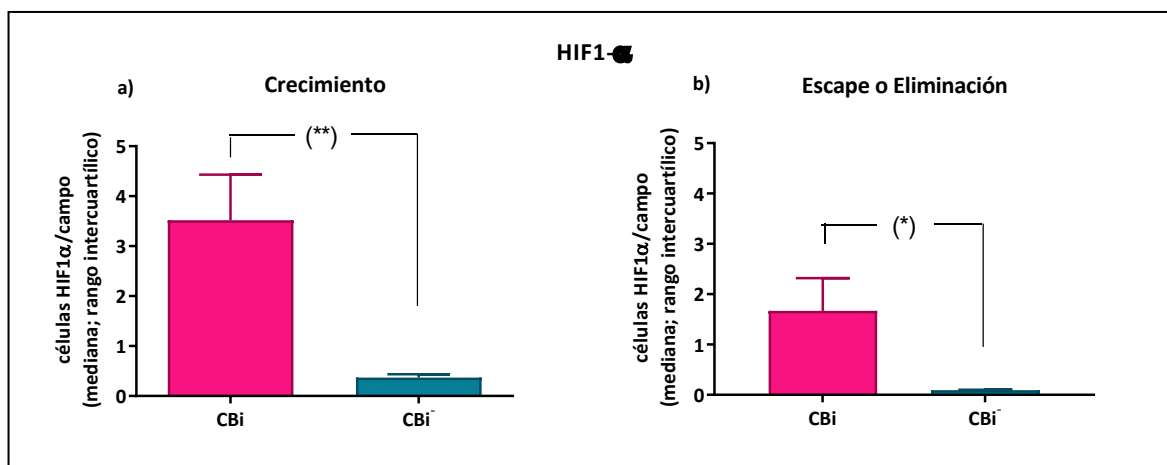 HIF1-α
a) Crecimiento
(**)
células HIF1α/campo
(mediana; rango intercuartílico)
5
4
3
2
1
0
CBi CBi⁻
b) Escape o Eliminación
(*)
células HIF1α/campo
(mediana; rango intercuartílico)
5
4
3
2
1
0
CBi CBi⁻